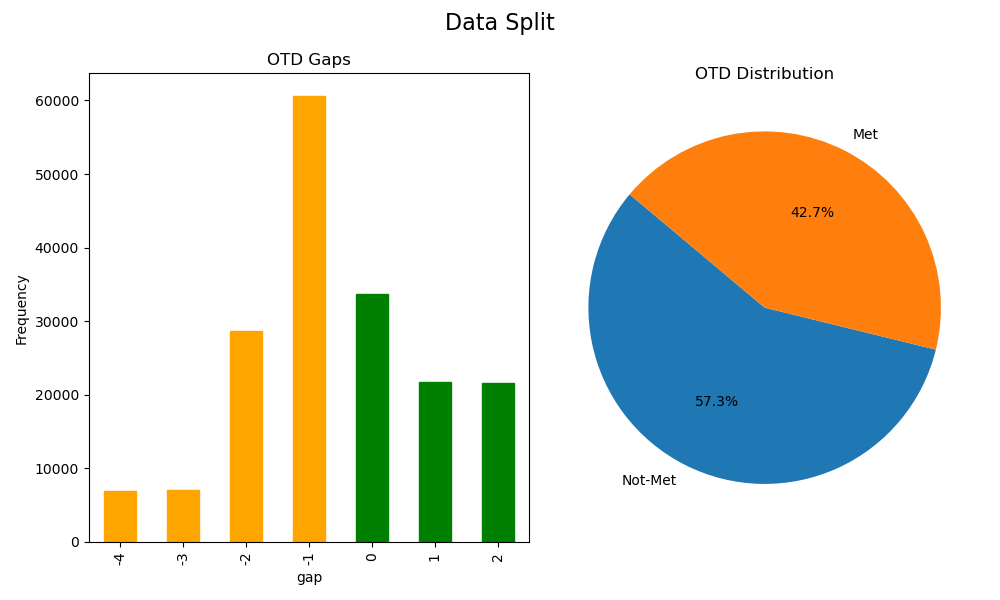 Data Split
OTD Gaps
60000
50000
40000
30000
20000
10000
0
Frequency
-4
-3
-2
-1
0
1
2
gap
OTD Distribution
Met
42.7%
57.3%
Not-Met